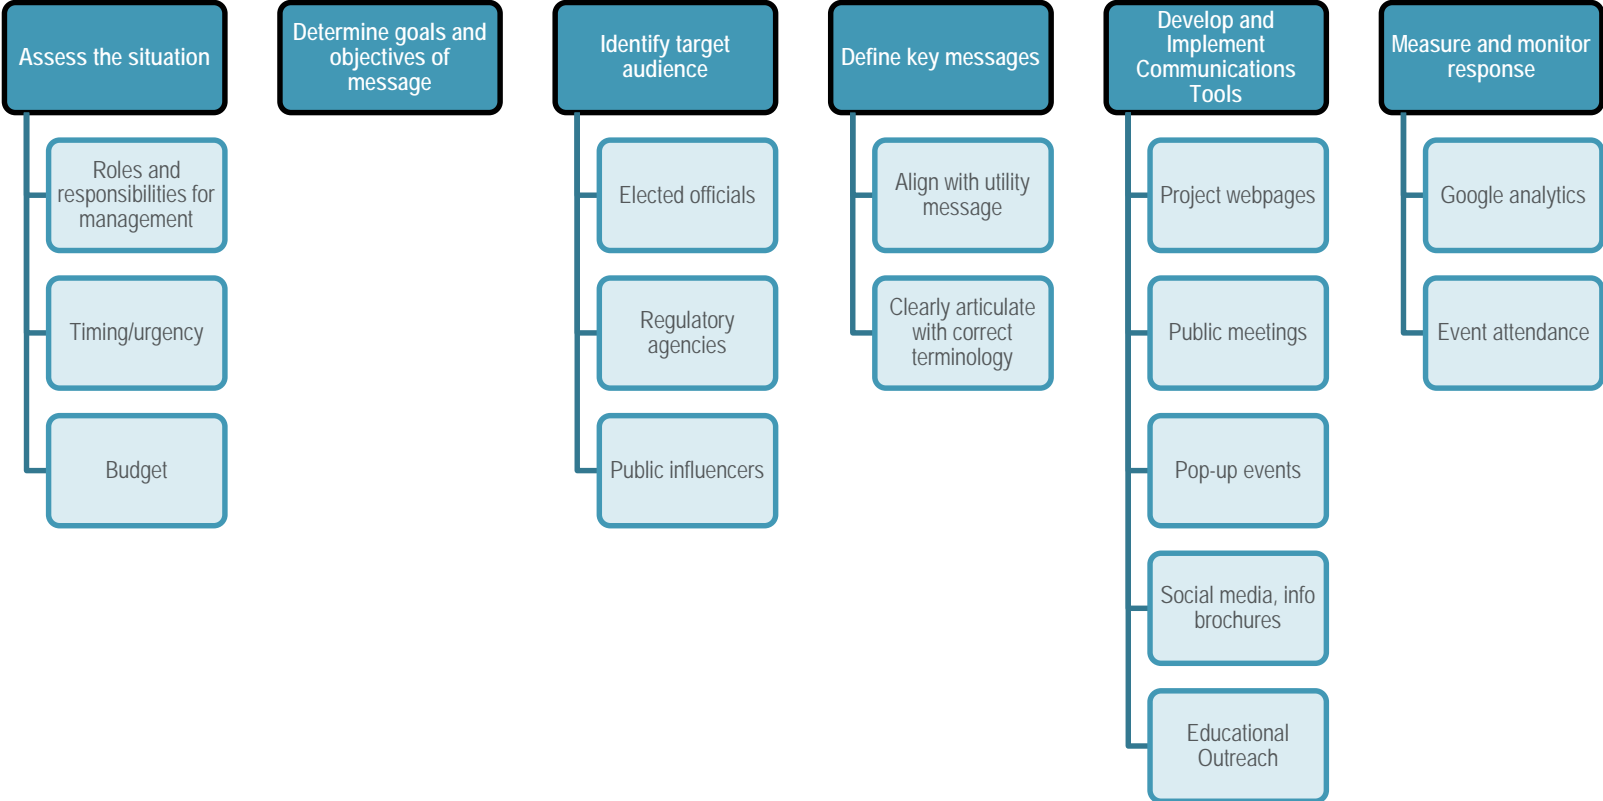 Assess the situation
Roles and
responsibilities for
management
Timing/urgency
Budget
Determine goals and
objectives of
message
Identify target
audience
Elected officials
Regulatory
agencies
Public influencers
Define key messages
Align with utility
message
Clearly articulate
with correct
terminology
Develop and
Implement
Communications
Tools
Project webpages
Public meetings
Pop-up events
Social media, info
brochures
Educational
Outreach
Measure and monitor
response
Google analytics
Event attendance